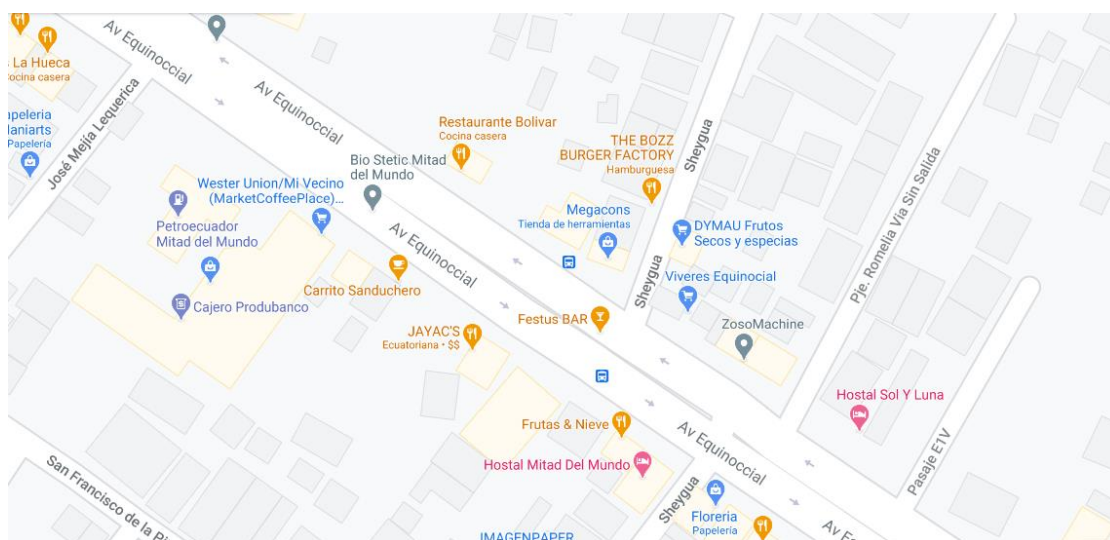 Av Equinoccial
La Hueca
Cocina casera
José Mejía Lequerica
Papelería
Av Equinoccial
Restaurante Bolivar
Cocina casera
Bio Stetic Mitad
del Mundo
THE BOZZ
BURGER FACTORY
Hamburguesa
Sheygua
Wester Union/Mi Vecino
(MarketCoffeePlace)...
Petroecuador
Mitad del Mundo
Megacons
Tienda de herramientas
DYMAU Frutos
Secos y especias
Pje. Romelia Vía Sin Salida
Av Equinoccial
Carrito Sanduchero
Cajero Produbanco
Viveres Equinocial
Sheygua
Festus BAR
ZosoMachine
JAYAC'S
Ecuatoriana • $$
Hostal Sol Y Luna
Frutas & Nieve
Av Equinoccial
Hostal Mitad Del Mundo
Pasaje E1V
San Francisco de la
Sheygua
Floreria
Papelería
Av
IMAGENPAPER